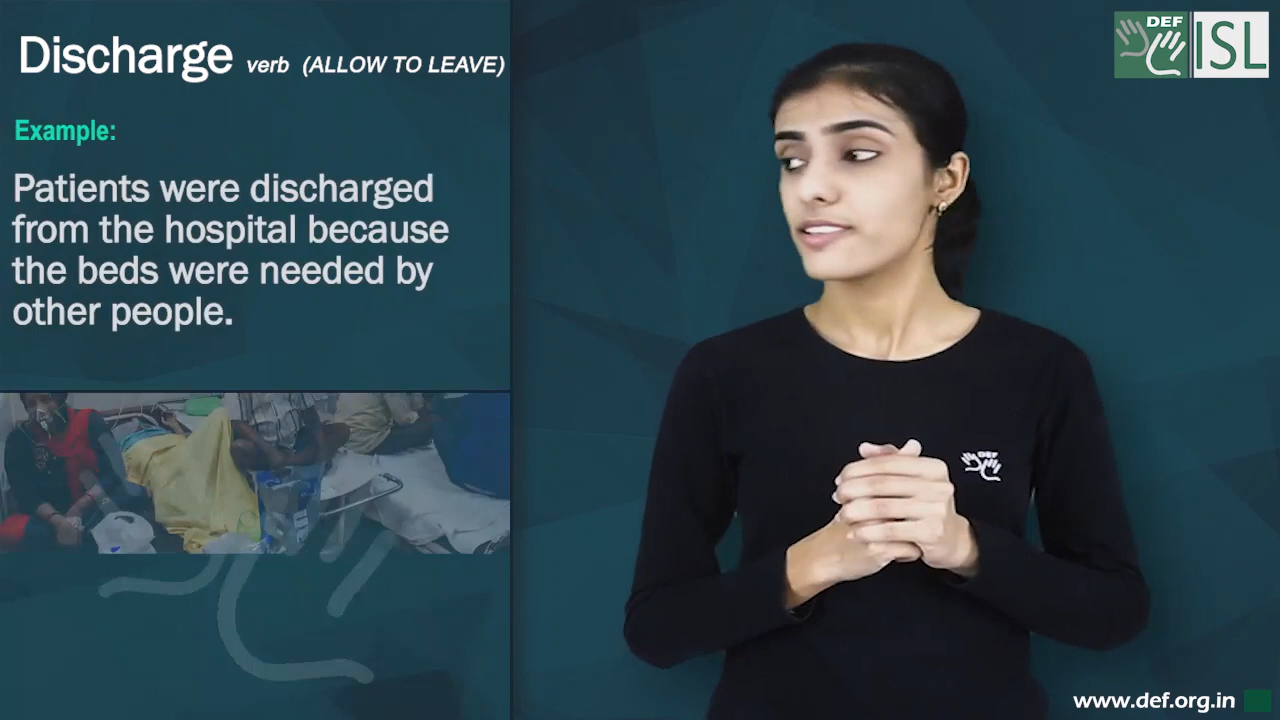 Discharge verb (ALLOW TO LEAVE)
Example:
Patients were discharged
from the hospital because
the beds were needed by
other people.
DEF
ISL
DEF
www.def.org.in